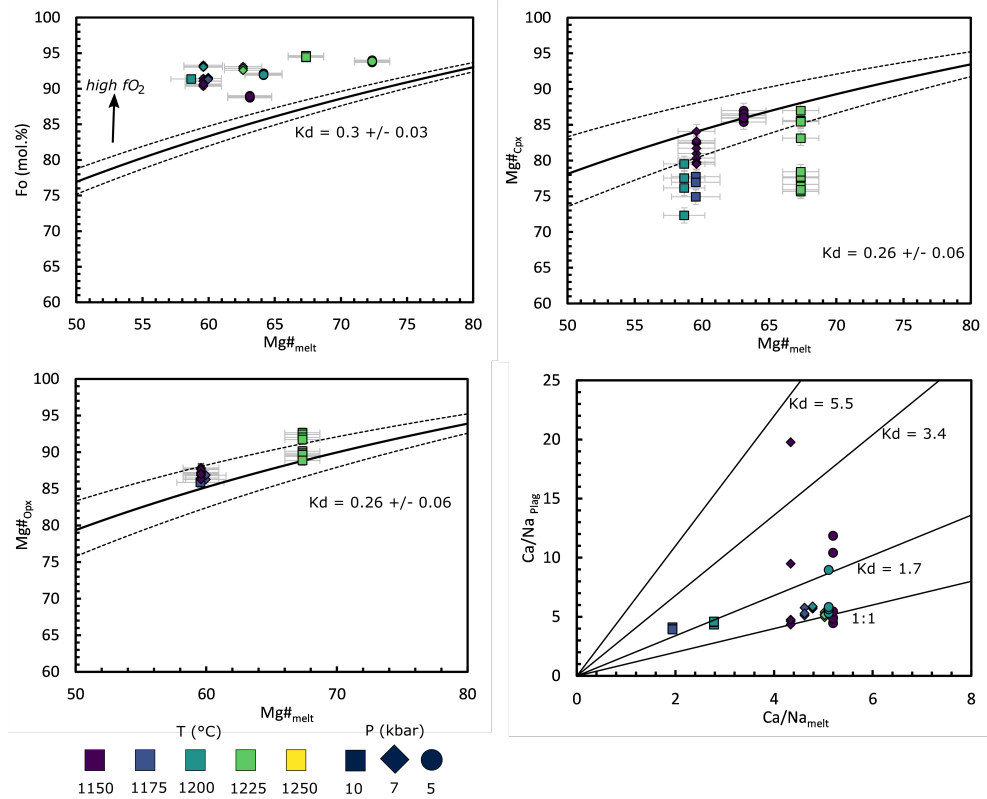 100
95
90
85
80
75
70
65
60
Fo (mol.%)
high fO2
Kd = 0.3 +/- 0.03
50 55 60 65 70 75 80
Mg#melt
100
95
90
85
80
75
70
65
60
Mg#Cpx
Kd = 0.26 +/- 0.06
50 55 60 65 70 75 80
Mg#melt
100
95
90
85
80
75
70
65
60
Mg#Opx
Kd = 0.26 +/- 0.06
50 60 70 80
Mg#melt
25
20
15
10
5
0
Ca/Na Plag
Kd = 5.5
Kd = 3.4
Kd = 1.7
1:1
0 2 4 6 8
Ca/Namelt
T (°C) P (kbar)
1150 1175 1200 1225 1250 10 7 5